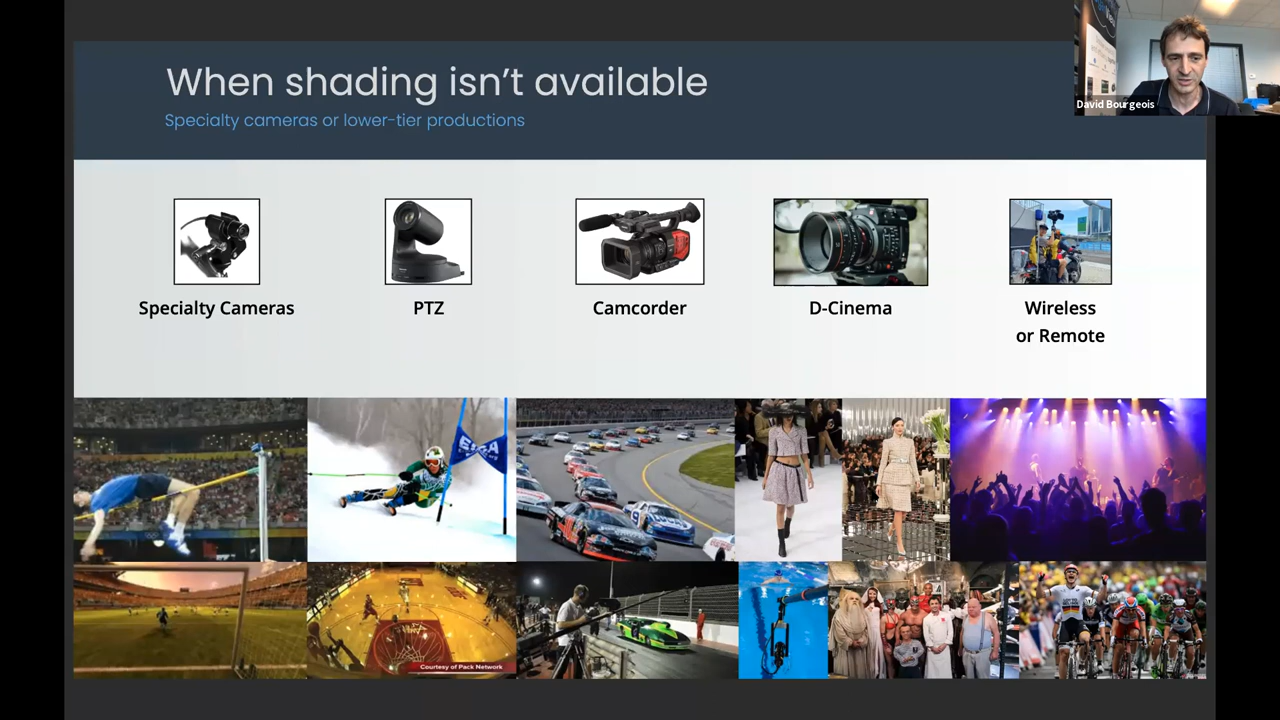 When shading isn't available
Specialty cameras or lower-tier productions
David Bourgeois
Specialty Cameras
PTZ
Camcorder
D-Cinema
Wireless
or Remote
Courtesy of Pack Network